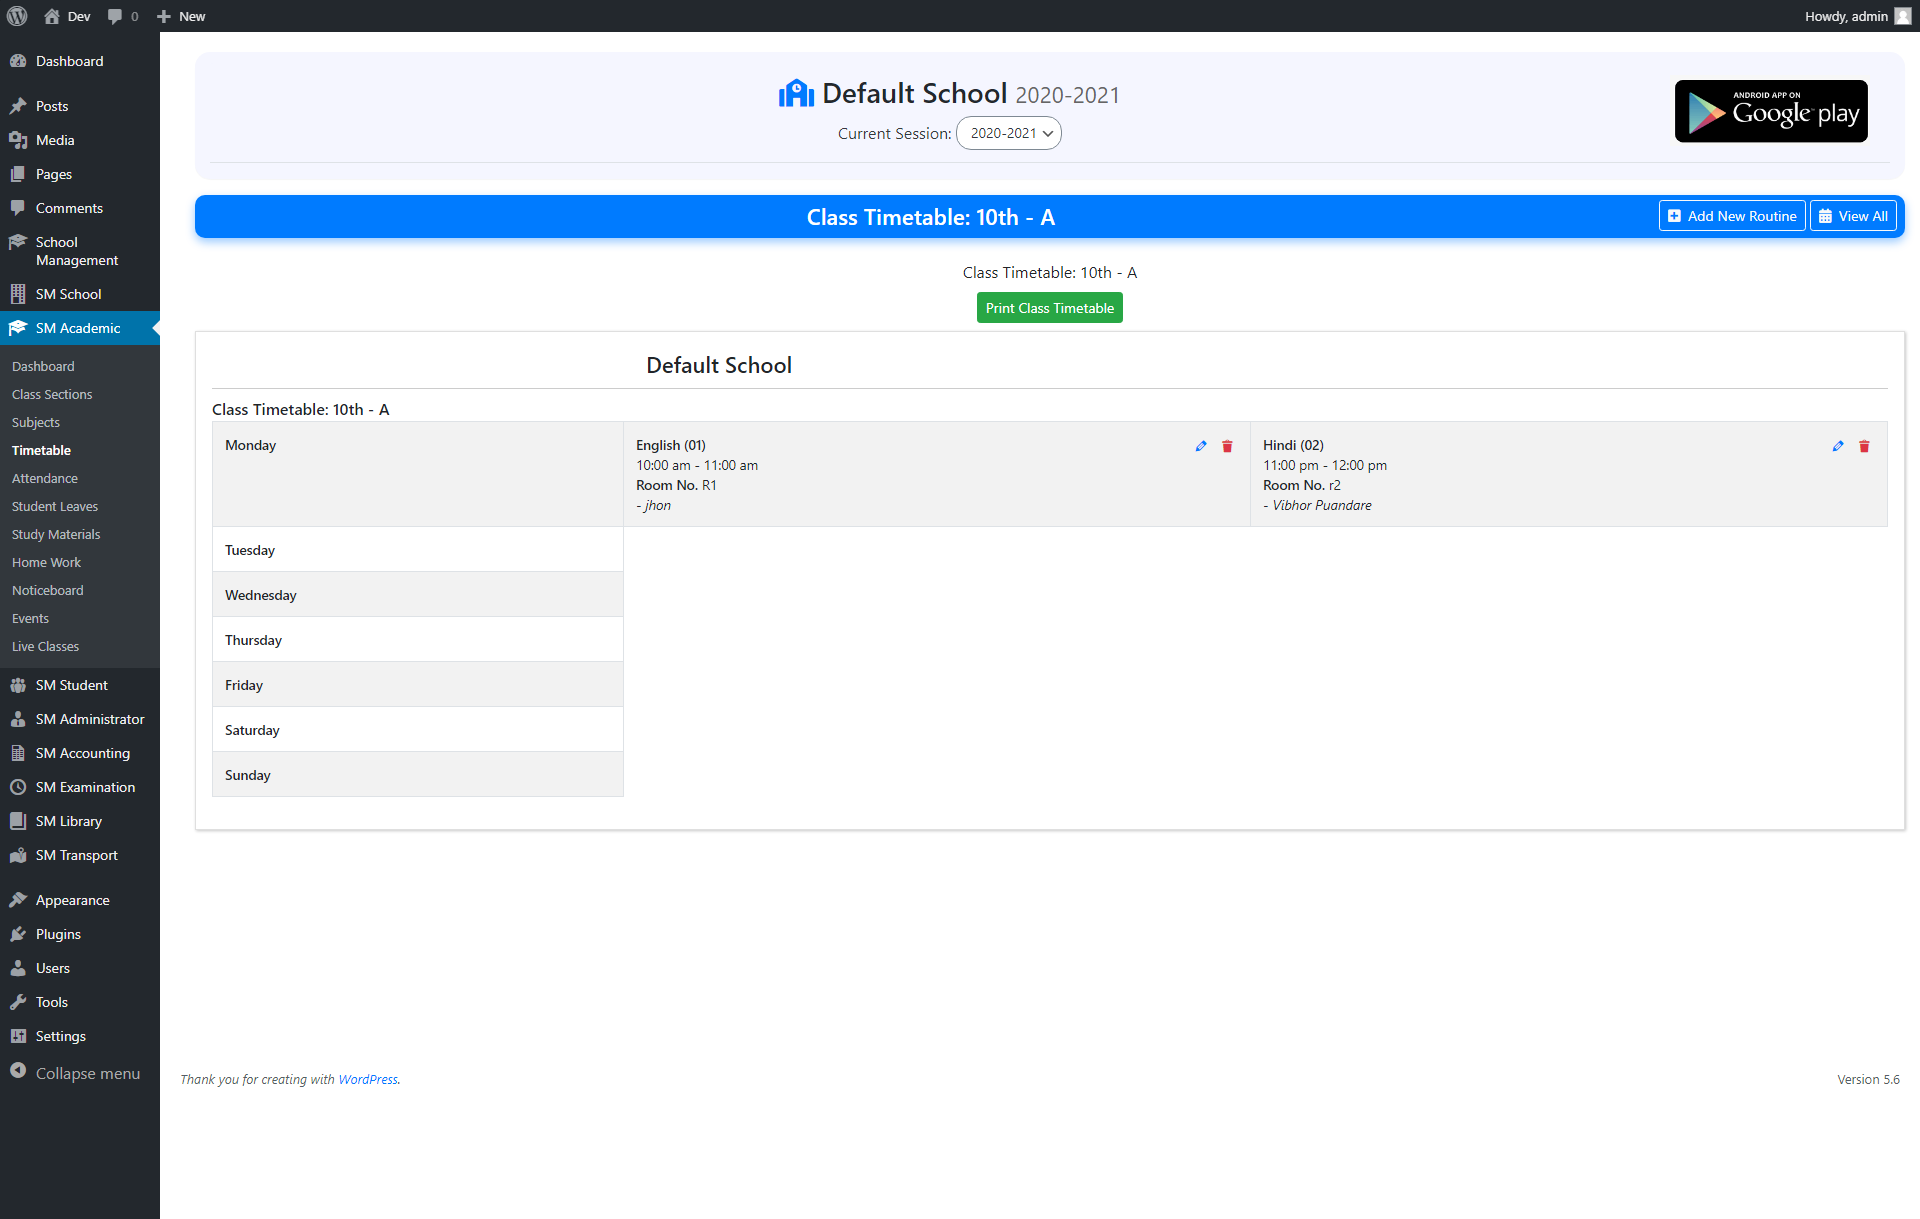 Dev
0
New
Howdy, admin
Dashboard
Posts
Media
Pages
Comments
School
Management
SM School
SM Academic
Dashboard
Class Sections
Subjects
Timetable
Attendance
Student Leaves
Study Materials
Home Work
Noticeboard
Events
Live Classes
SM Student
SM Administrator
SM Accounting
SM Examination
SM Library
SM Transport
Appearance
Plugins
Users
Tools
Settings
Collapse menu
Default School 2020-2021
Current Session: 2020-2021
ANDROID APP ON
Google play
Class Timetable: 10th - A
Add New Routine
View All
Class Timetable: 10th - A
Print Class Timetable
Default School
Class Timetable: 10th - A
Monday
English (01)
10:00 am - 11:00 am
Room No. R1
- jhon
Hindi (02)
11:00 pm - 12:00 pm
Room No. r2
- Vibhor Puandare
Tuesday
Wednesday
Thursday
Friday
Saturday
Sunday
Thank you for creating with WordPress.
Version 5.6